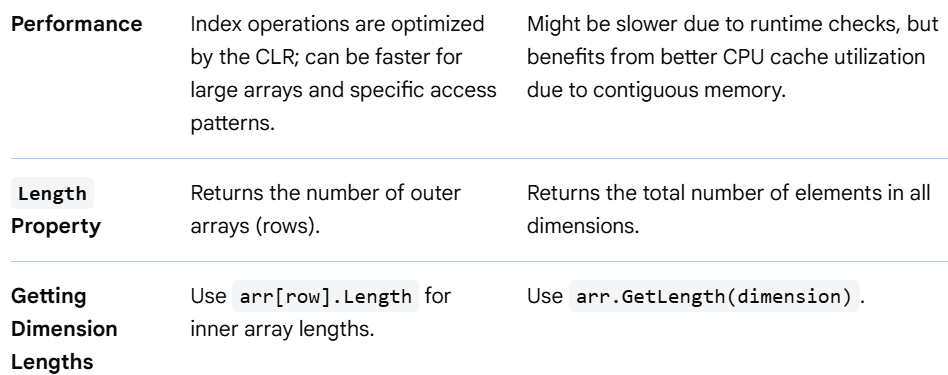 Performance
Index operations are optimized
by the CLR; can be faster for
large arrays and specific access
patterns.
Might be slower due to runtime checks, but
benefits from better CPU cache utilization
due to contiguous memory.
Length
Property
Returns the number of outer
arrays (rows).
Returns the total number of elements in all
dimensions.
Getting
Dimension
Lengths
Use arr[row].Length for
inner array lengths.
Use arr.GetLength(dimension).